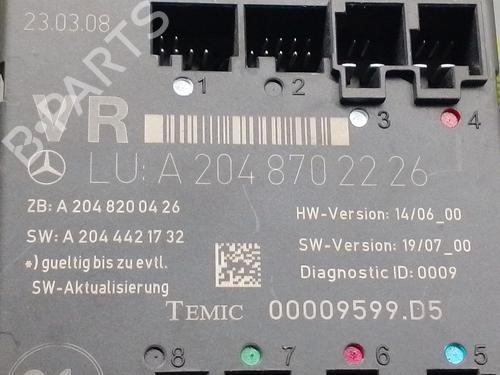 23.03.08
1 2 3 4
VR
LU: A 204 870 22 26
ZB: A 204 820 04 26
SW: A 204 442 17 32
*) gueltig bis zu evtl.
SW-Aktualisierung
HW-Version: 14/06_00
SW-Version: 19/07_00
Diagnostic ID: 0009
TEMIC 00009599.D5
8 7 6 5
B-PARTS